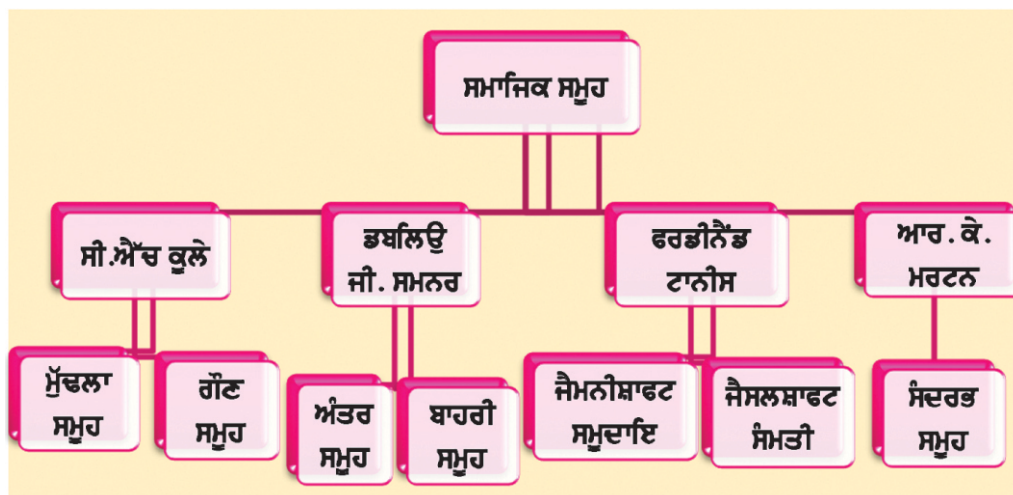 ਸਮਾਜਿਕ ਸਮੂਹ
ਸੀ.ਐੱਚ ਕੂਲੇ
ਡਬਲਿਉ
ਜੀ. ਸਮਨਰ
ਫਰਡੀਨੈਂਡ
ਟਾਨੀਸ
ਆਰ. ਕੇ.
ਮਰਟਨ
ਮੁੱਢਲਾ
ਸਮੂਹ
ਗੌਣ
ਸਮੂਹ
ਅੰਤਰ
ਸਮੂਹ
ਬਾਹਰੀ
ਸਮੂਹ
ਜੈਮਨੀਸ਼ਾਫਟ
ਸਮੂਦਾਇ
ਜੈਸਲਸ਼ਾਫਟ
ਸੰਮਤੀ
ਸੰਦਰਭ
ਸਮੂਹ